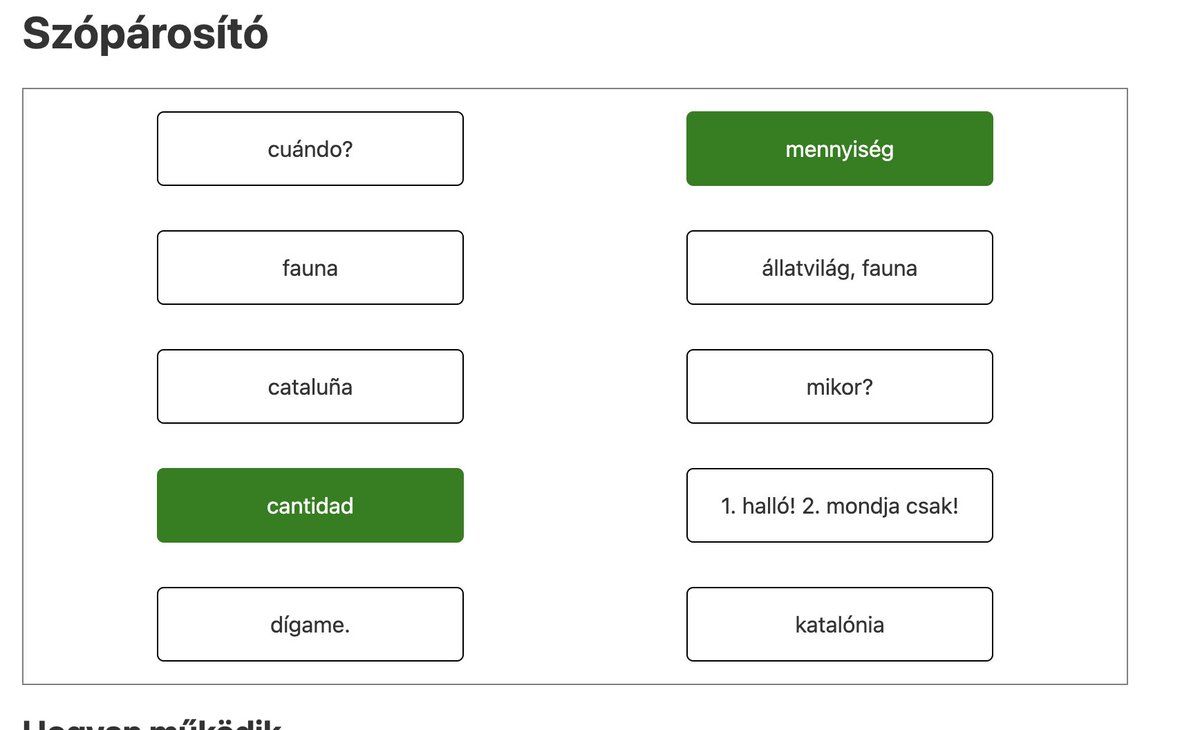 Szópárosító
cuándo?
mennyiség
fauna
állatvilág, fauna
cataluña
mikor?
cantidad
1. halló! 2. mondja csak!
dígame.
katalónia
Hogyan működik